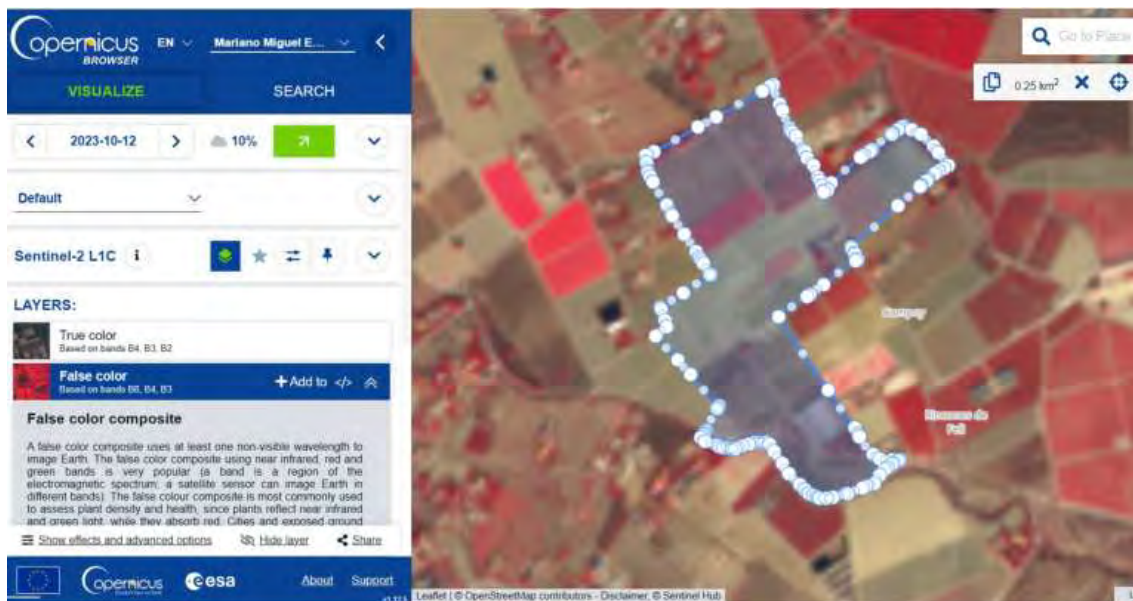 Copernicus
BROWSER
EN
Mariano Miguel E...
VISUALIZE
SEARCH
2023-10-12
10%
Default
Sentinel-2 L1C
LAYERS:
True color
Based on bands B4, B3, B2
False color
Based on bands B8, B4, B3
+ Add to </>
False color composite
A false color composite uses at least one non-visible wavelength to
image Earth. The false color composite using near infrared, red and
green bands is very popular (a band is a region of the
electromagnetic spectrum; a satellite sensor can image Earth in
different bands). The false colour composite is most commonly used
to assess plant density and health, since plants reflect near infrared
and green light, while they absorb red. Cities and exposed ground
Show effects and advanced options
Hide layer
Share
Copernicus
esa
About
Support
Go to Place
0.25 km²
Campoy
Rincones de
Leaflet | © OpenStreetMap contributors - Disclaimer, © Sentinel Hub